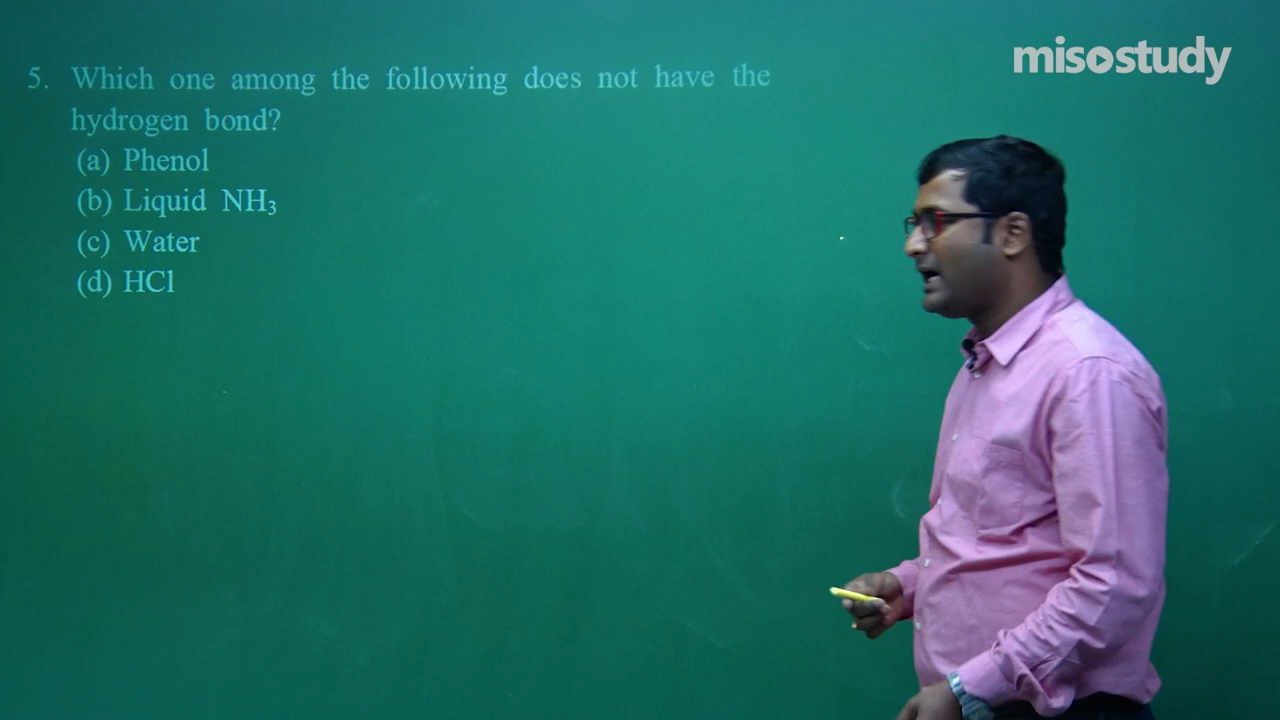 misostudy
5. Which one among the following does not have the
hydrogen bond?
(a) Phenol
(b) Liquid NH₃
(c) Water
(d) HCl